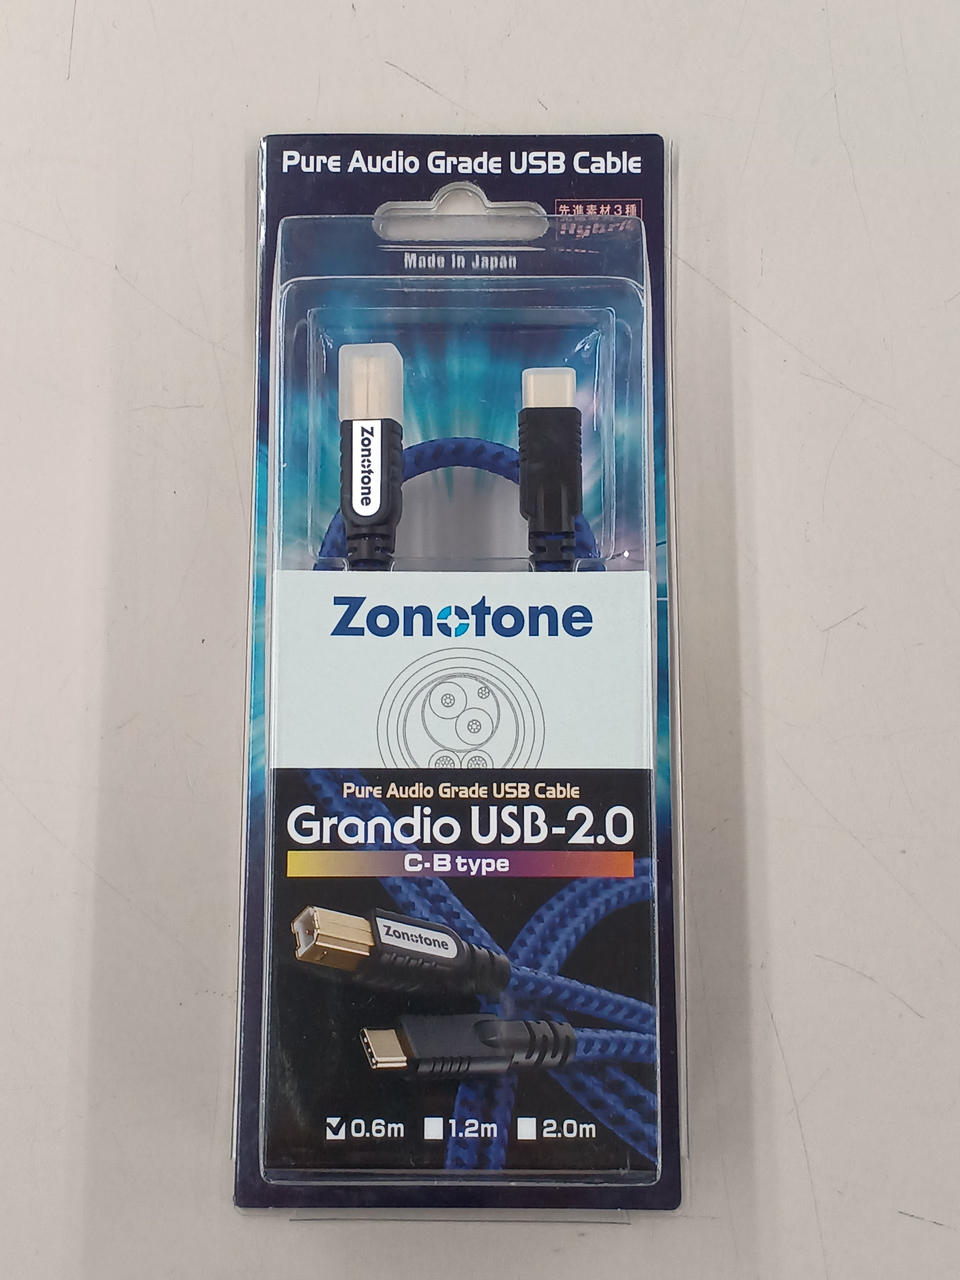 Pure Audio Grade USB Cable
先進素材3種
Hybrid
Made in Japan
Zonotone
Zonotone
Pure Audio Grade USB Cable
Grandio USB-2.0
C-B type
Zonotone
0.6m 1.2m 2.0m